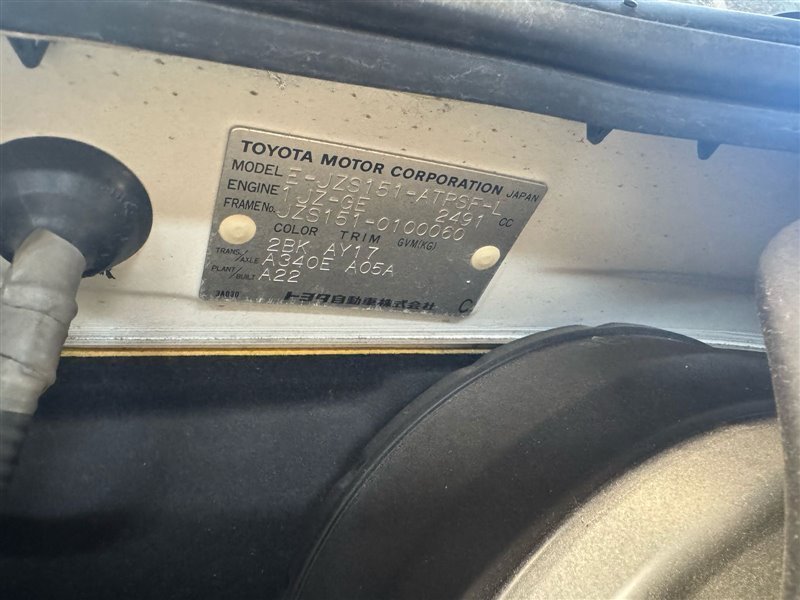 TOYOTA MOTOR CORPORATION JAPAN
MODEL E-JZS151-ATPSF-L
ENGINE 1JZ-GE 2491 CC
FRAME No. JZS151-0100060
COLOR TRIM GVM(KG)
2BK AY17
TRANS./AXLE A340E A05A
PLANT/BUILT A22
3A030 トヨタ自動車株式会社 C